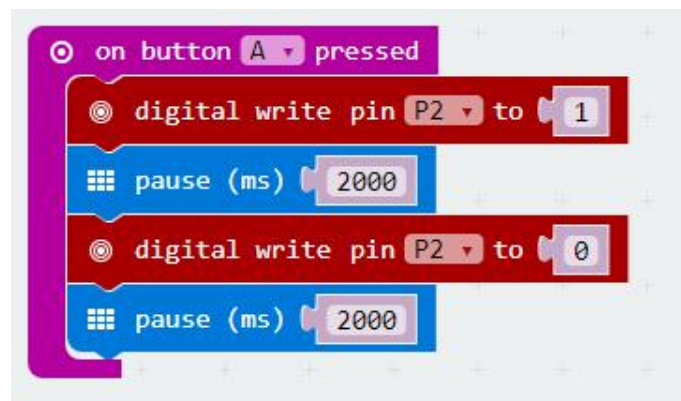 on button A pressed
digital write pin P2 to 1
pause (ms) 2000
digital write pin P2 to 0
pause (ms) 2000